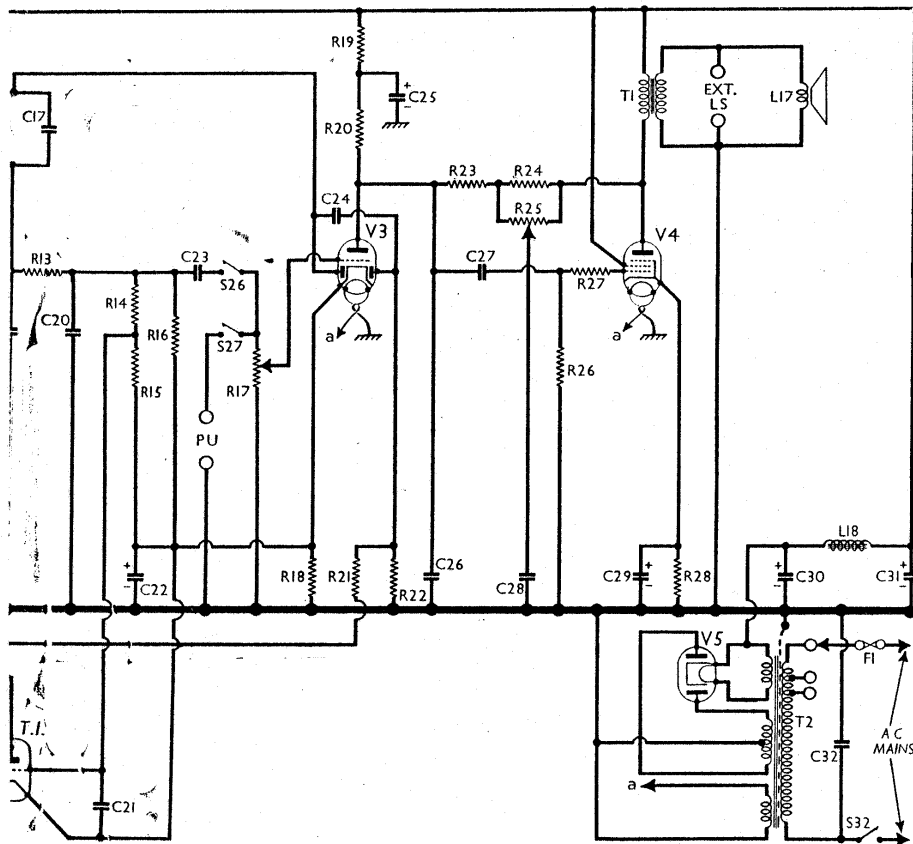 R19
C25
+
-
T1
EXT.
LS
L17
C17
R20
R23
R24
C24
R25
V3
V4
R13
C23
S26
C27
R27
R14
C20
R16
S27
a
a
R15
R17
R26
PU
L18
+
-
C22
R18
R21
R22
C26
C28
+
-
C29
R28
+
-
C30
+
-
C31
V5
F1
T.I.
T2
A C
MAINS
C32
a
C21
S32